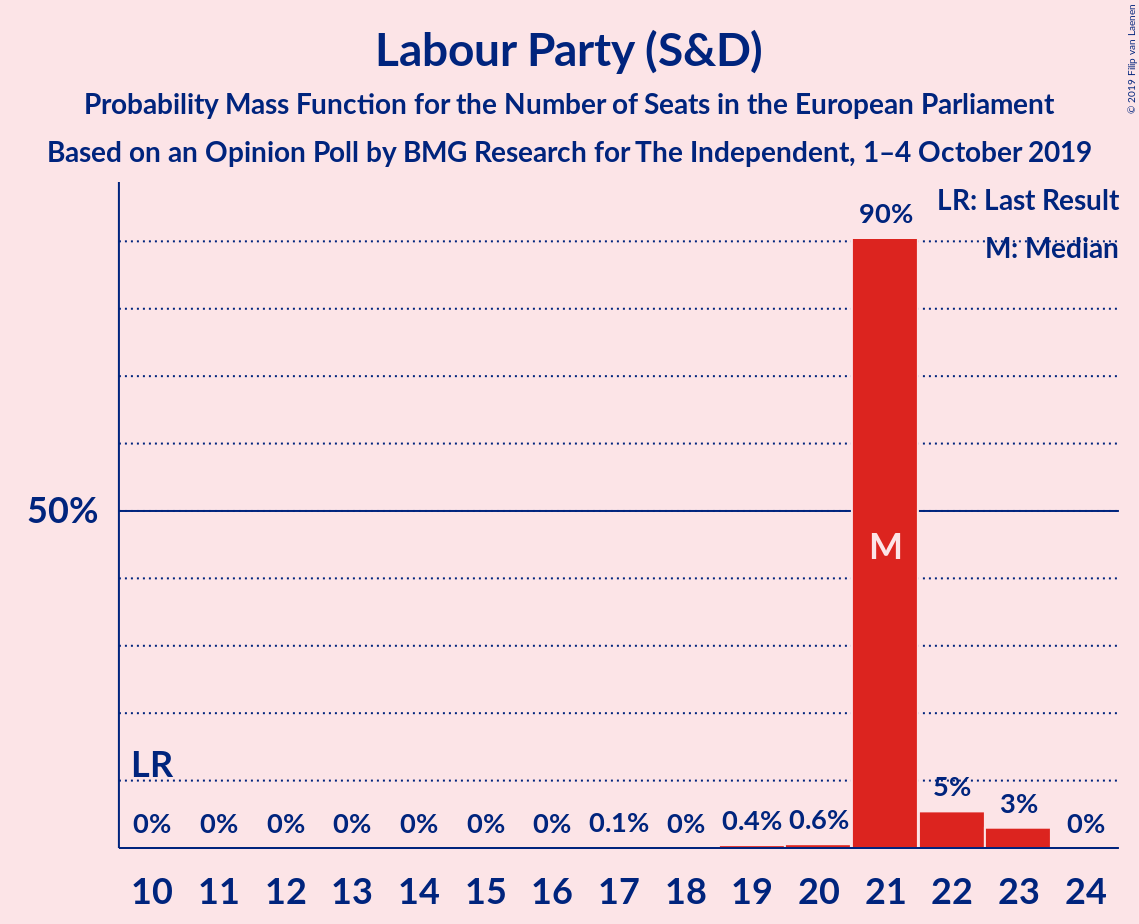 Labour Party (S&D)
Probability Mass Function for the Number of Seats in the European Parliament
Based on an Opinion Poll by BMG Research for The Independent, 1–4 October 2019
© 2019 Filip van Laenen
LR: Last Result
M: Median
90%
50%
M
LR
0% 0% 0% 0% 0% 0% 0% 0.1% 0% 0.4% 0.6% 5% 3% 0%
10 11 12 13 14 15 16 17 18 19 20 21 22 23 24